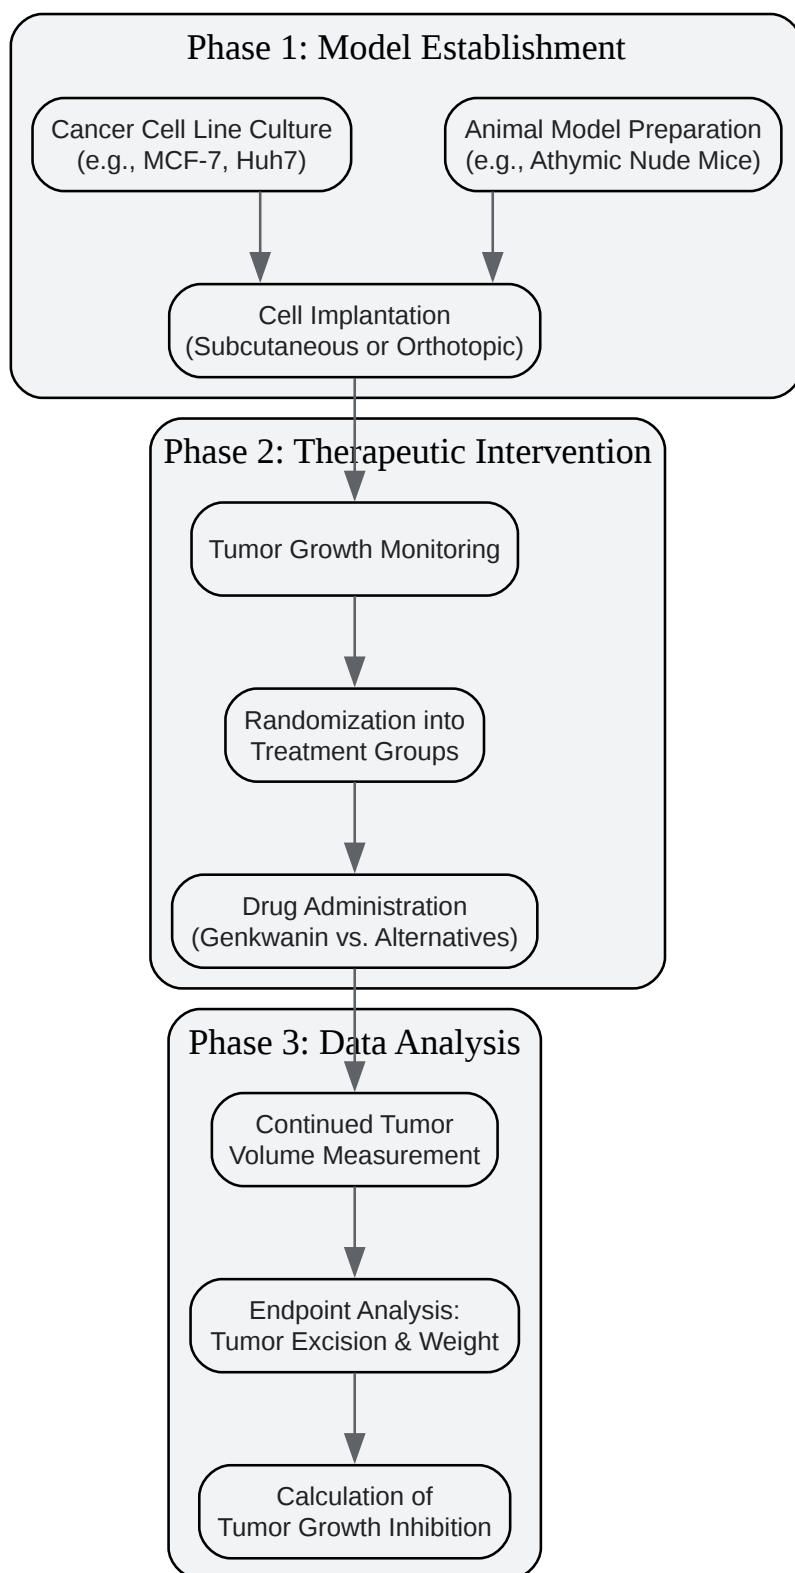 Phase 1: Model Establishment
Cancer Cell Line Culture
(e.g., MCF-7, Huh7)
Animal Model Preparation
(e.g., Athymic Nude Mice)
Cell Implantation
(Subcutaneous or Orthotopic)
Phase 2: Therapeutic Intervention
Tumor Growth Monitoring
Randomization into
Treatment Groups
Drug Administration
(Genkwanin vs. Alternatives)
Phase 3: Data Analysis
Continued Tumor
Volume Measurement
Endpoint Analysis:
Tumor Excision & Weight
Calculation of
Tumor Growth Inhibition